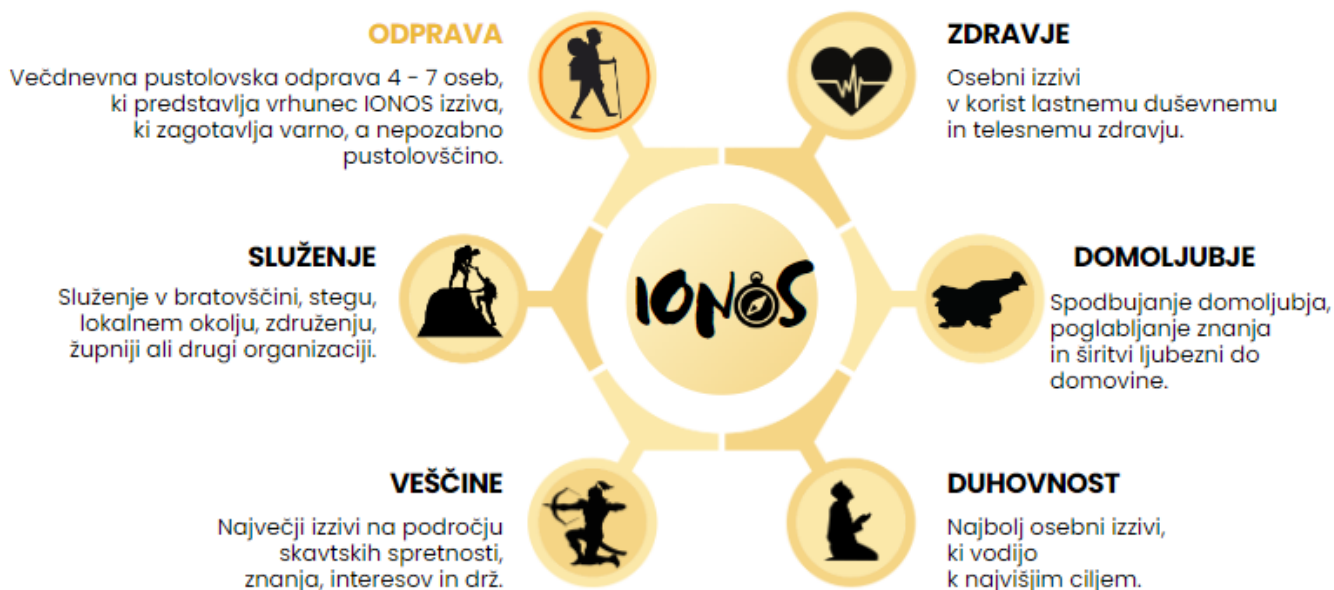 ODPRAVA
Večdnevna pustolovska odprava 4 - 7 oseb,
ki predstavlja vrhunec IONOS izziva,
ki zagotavlja varno, a nepozabno
pustolovščino.
ZDRAVJE
Osebni izzivi
v korist lastnemu duševnemu
in telesnemu zdravju.
SLUŽENJE
Služenje v bratovščini, stegu,
lokalnem okolju, združenju,
župniji ali drugi organizaciji.
IONOS
DOMOLJUBJE
Spodbujanje domoljubja,
poglabljanje znanja
in širitvi ljubezni do
domovine.
VEŠČINE
Največji izzivi na področju
skavtskih spretnosti,
znanja, interesov in drž.
DUHOVNOST
Najbolj osebni izzivi,
ki vodijo
k najvišjim ciljem.